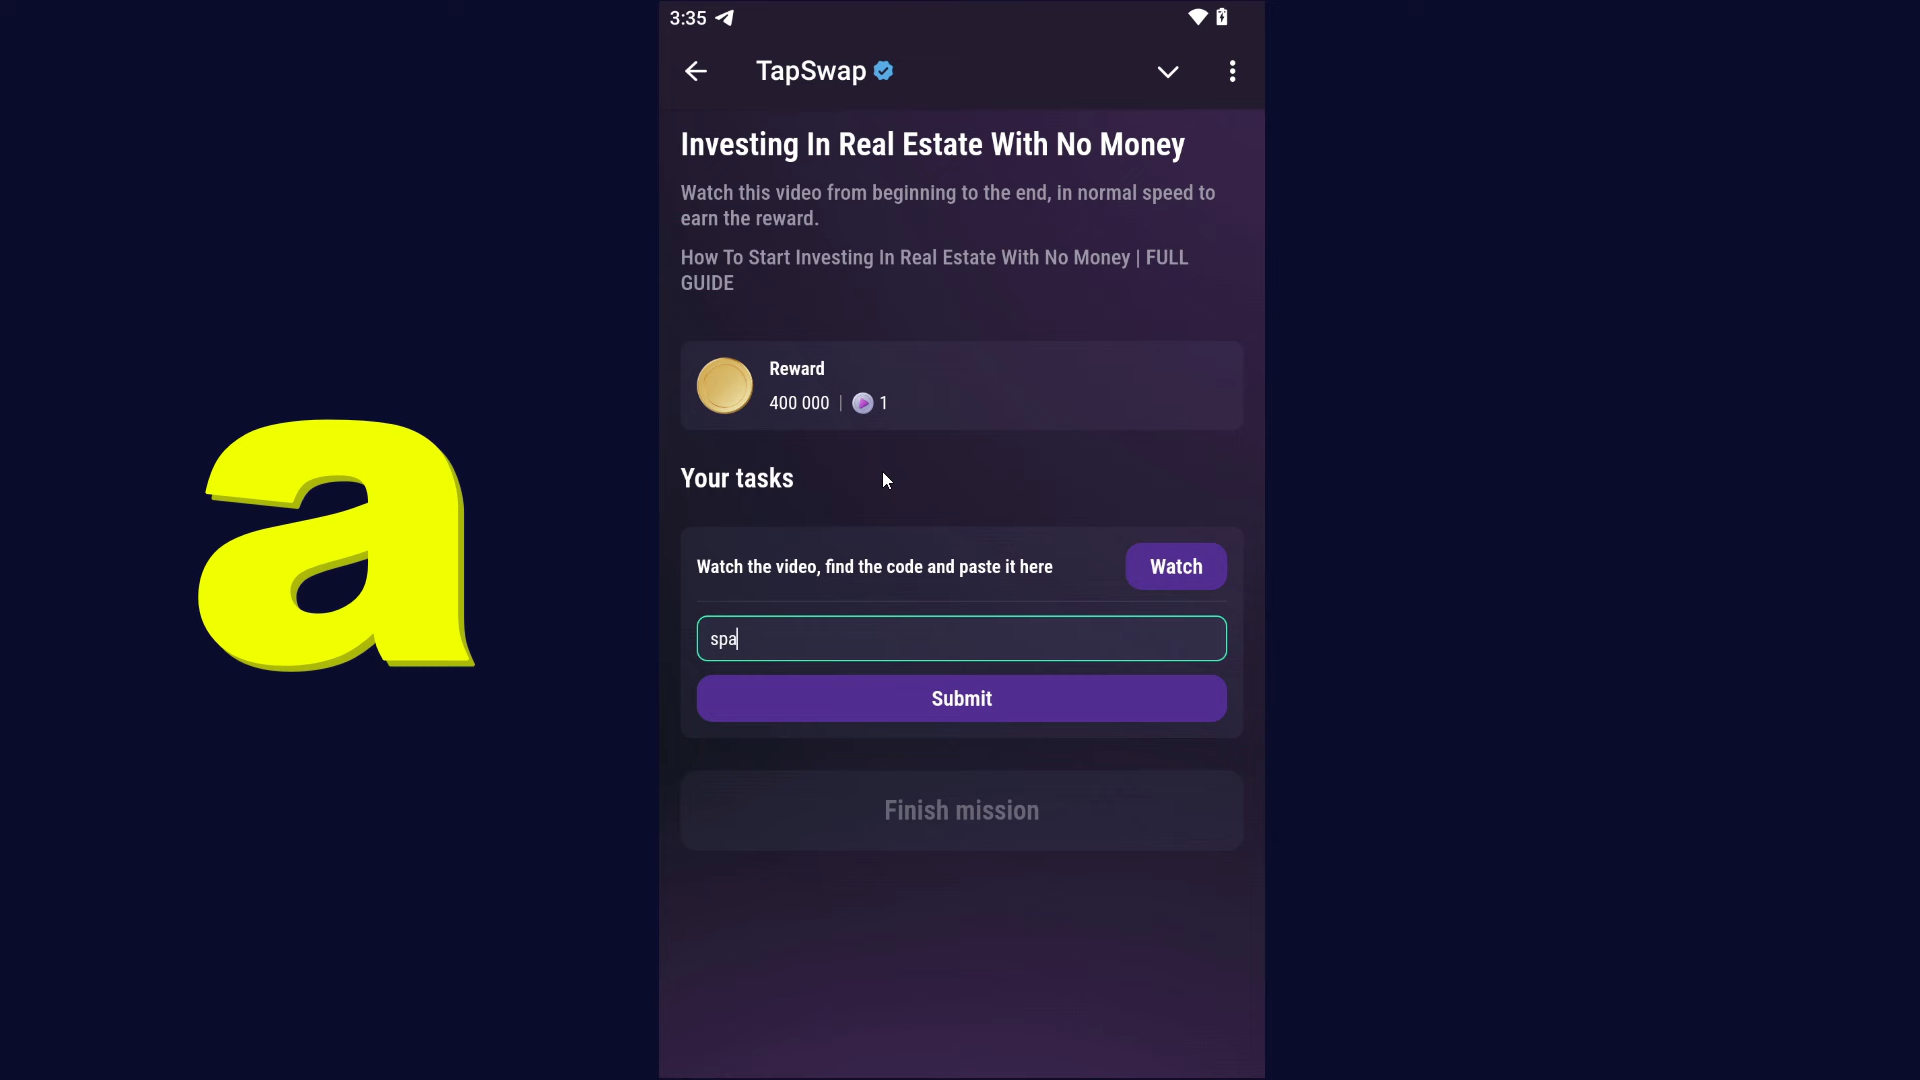 3:35
TapSwap
Investing In Real Estate With No Money
Watch this video from beginning to the end, in normal speed to
earn the reward.
How To Start Investing In Real Estate With No Money | FULL
GUIDE
Reward
400 000 | 1
Your tasks
a
Watch the video, find the code and paste it here
Watch
spa
Submit
Finish mission